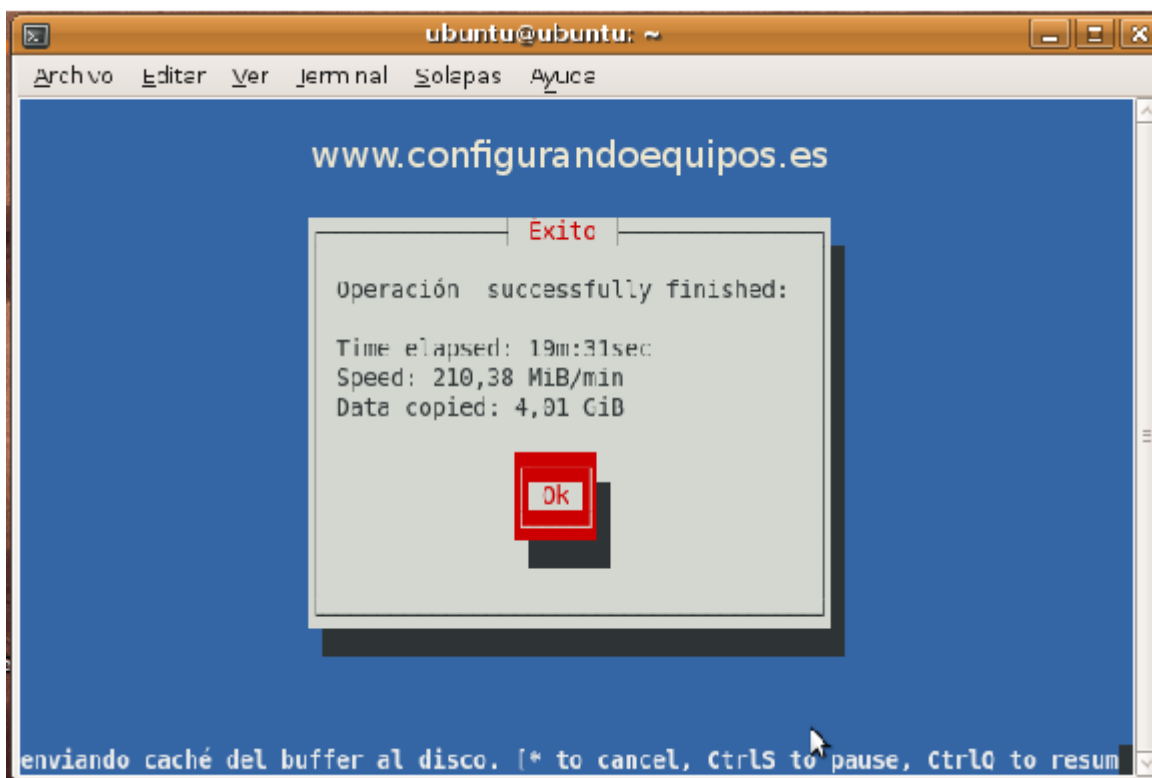 ubuntu@ubuntu: ~
Archivo Editar Ver Terminal Solapas Ayuda
www.configurandoequipos.es
Éxito
Operación successfully finished:
Time elapsed: 19m:31sec
Speed: 210,38 MiB/min
Data copied: 4,01 GiB
Ok
enviando caché del buffer al disco. [* to cancel, CtrlS to pause, CtrlQ to resum